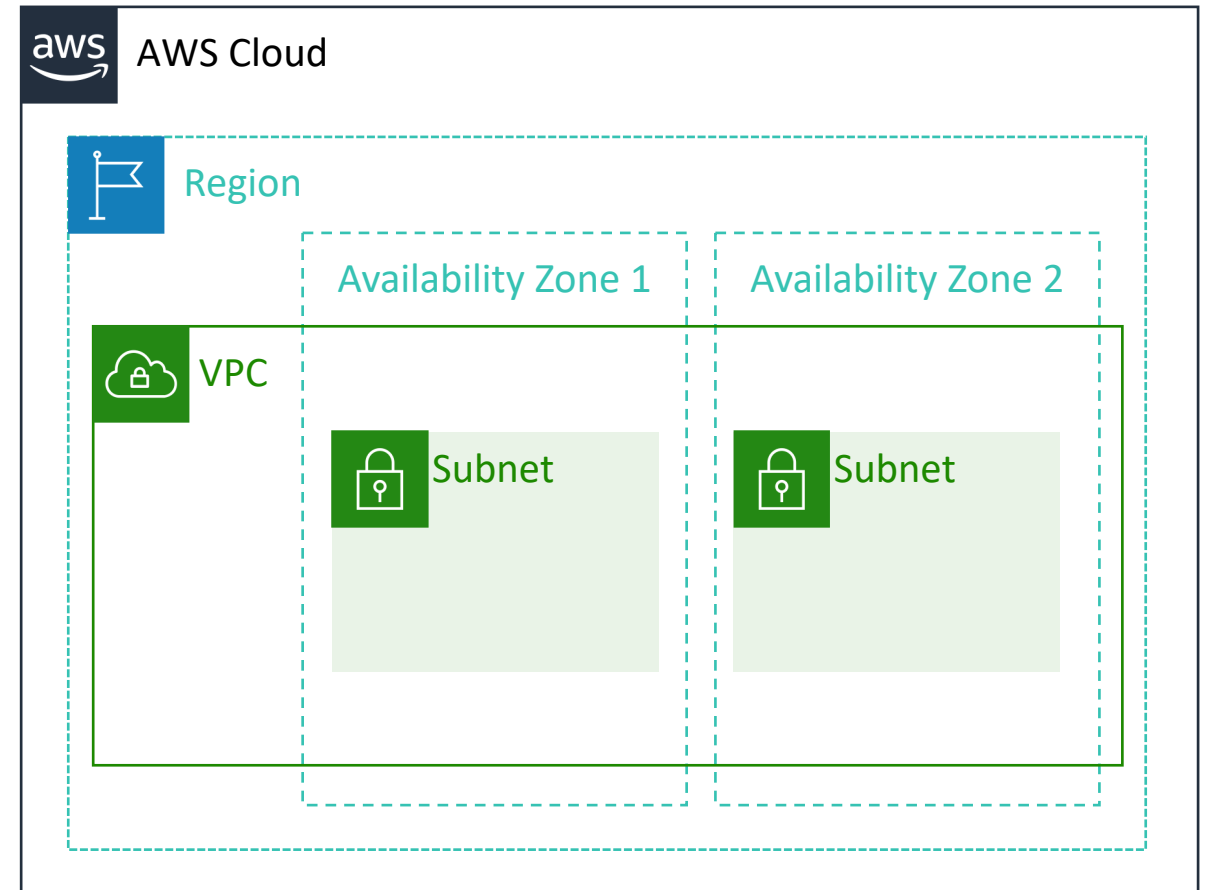 aws
AWS Cloud
Region
Availability Zone 1
Availability Zone 2
VPC
Subnet
Subnet